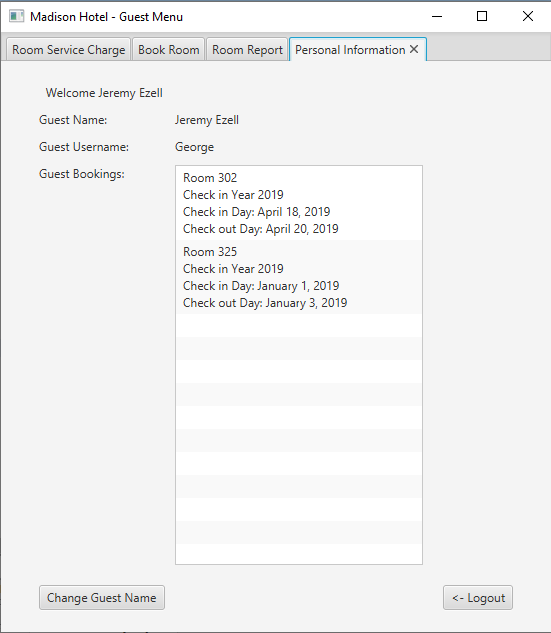 Madison Hotel - Guest Menu
Room Service Charge Book Room Room Report Personal Information
Welcome Jeremy Ezell
Guest Name: Jeremy Ezell
Guest Username: George
Guest Bookings:
Room 302
Check in Year 2019
Check in Day: April 18, 2019
Check out Day: April 20, 2019
Room 325
Check in Year 2019
Check in Day: January 1, 2019
Check out Day: January 3, 2019
Change Guest Name <- Logout